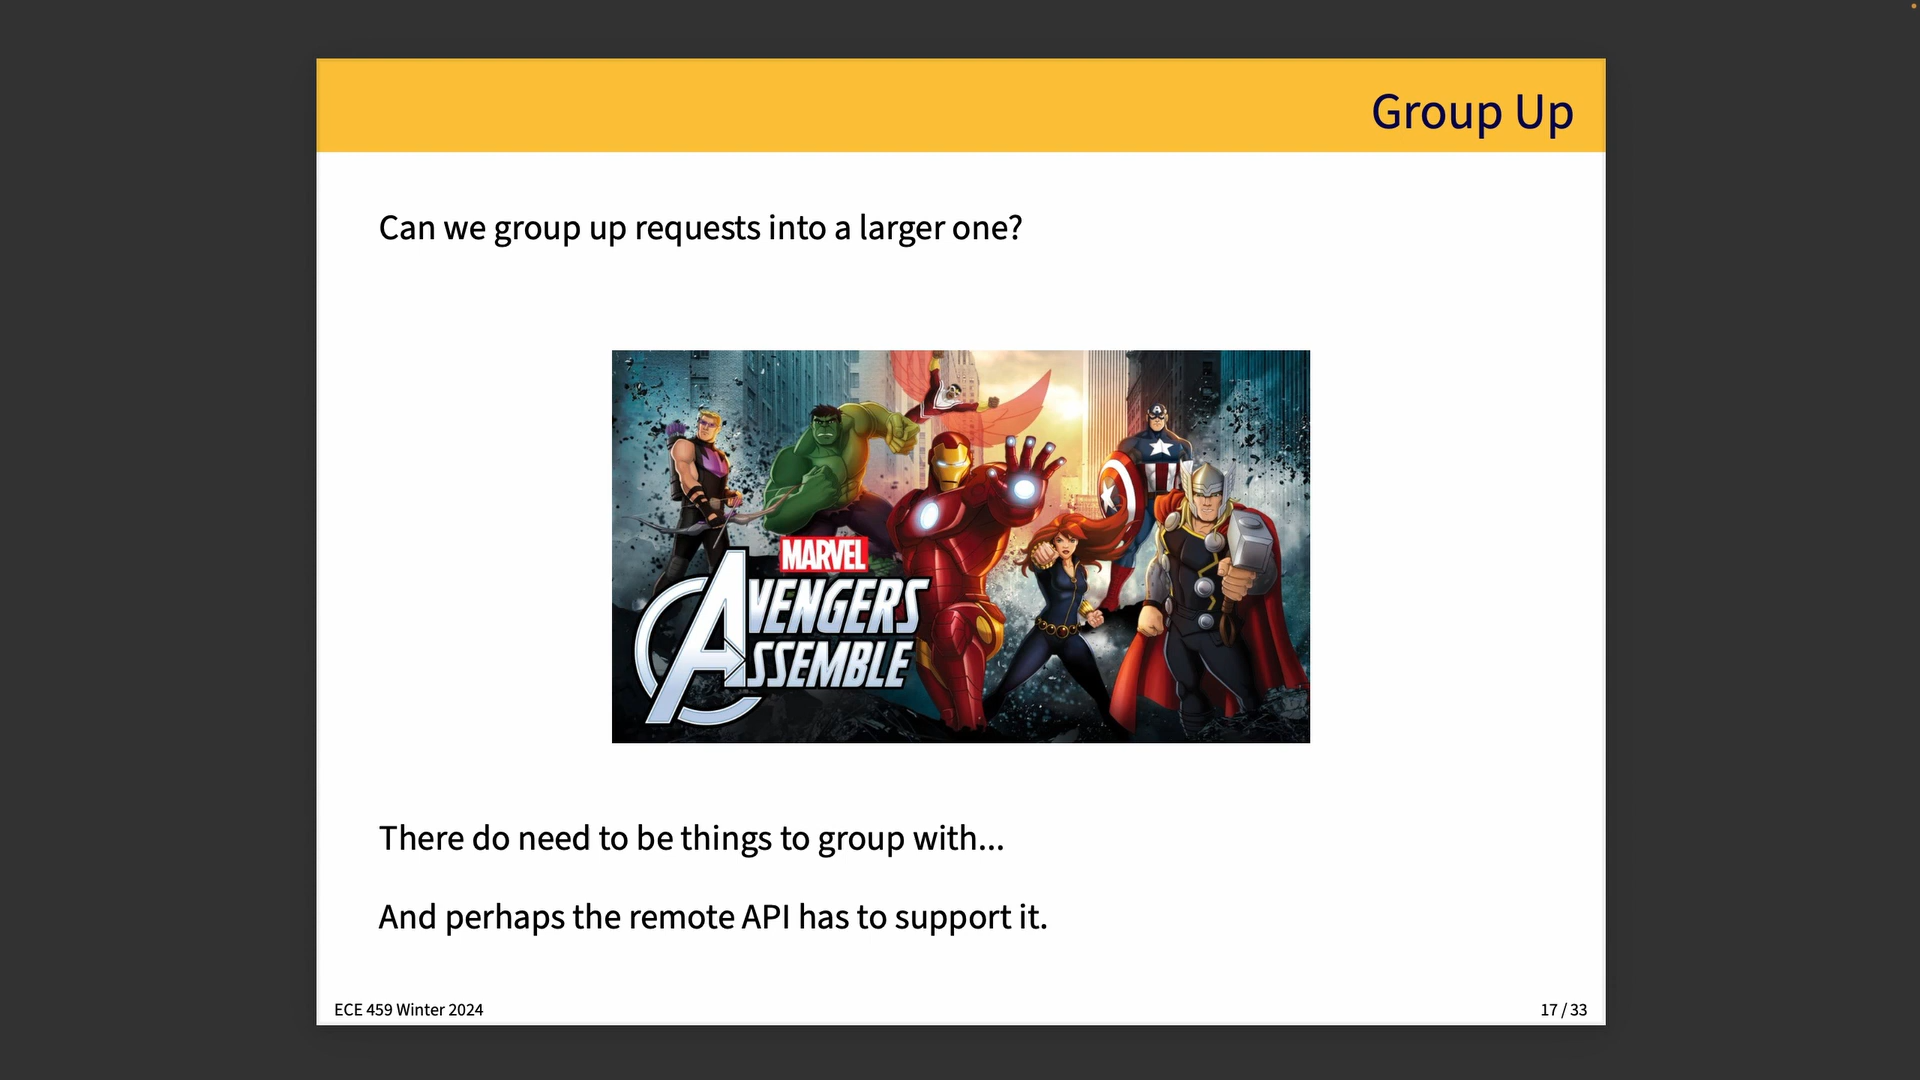 Group Up
Can we group up requests into a larger one?
MARVEL
AVENGERS
ASSEMBLE
There do need to be things to group with...
And perhaps the remote API has to support it.
ECE 459 Winter 2024
17 / 33